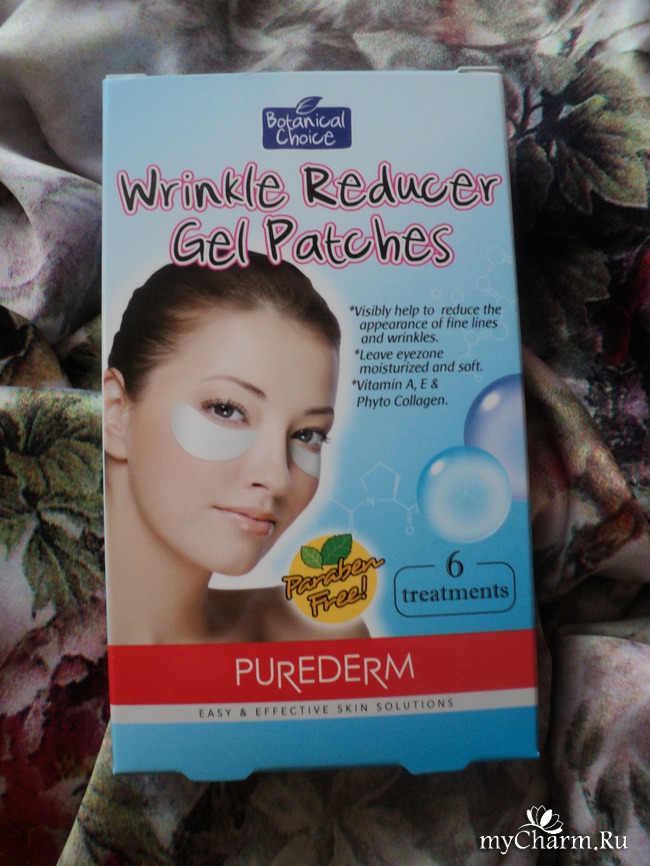 Botanical
Choice
Wrinkle Reducer
Gel Patches
*Visibly help to reduce the
appearance of fine lines
and wrinkles.
*Leave eyezone
moisturized and soft.
*Vitamin A, E &
Phyto Collagen.
Paraben
Free!
6
treatments
PUREDERM
EASY & EFFECTIVE SKIN SOLUTIONS
myCharm.Ru